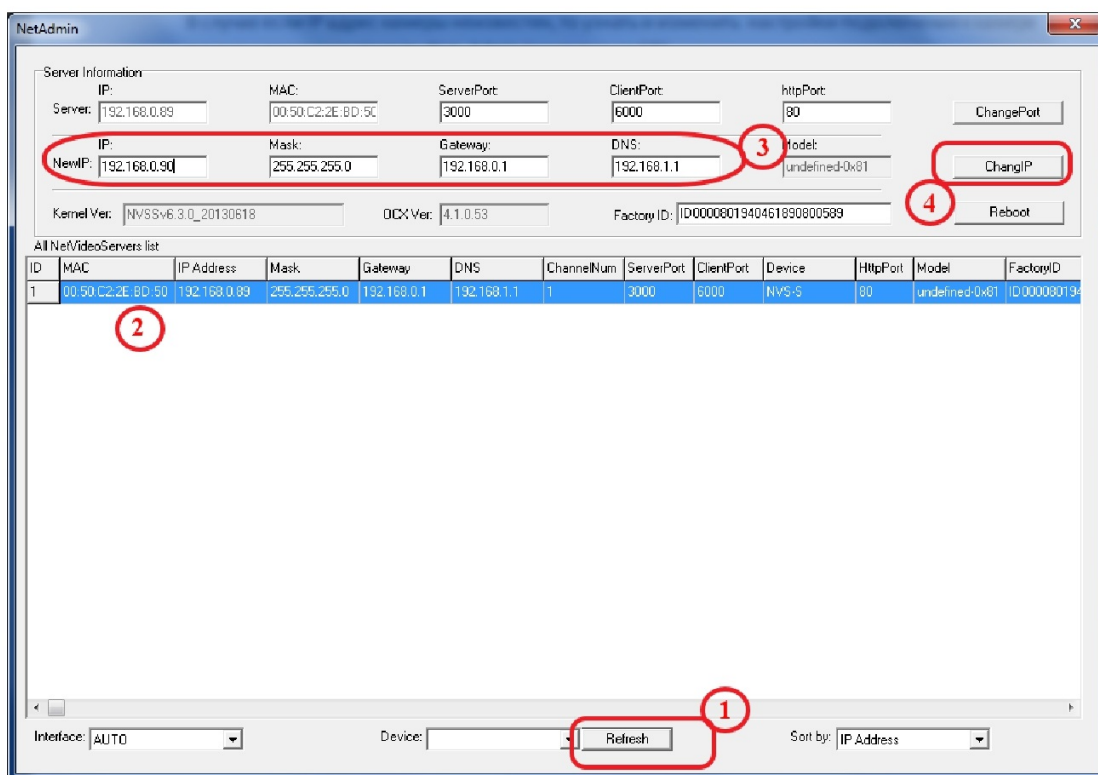 NetAdmin
Server Information
IP: MAC: ServerPort: ClientPort: httpPort:
Server: 192.168.0.89 00:50:C2:2E:BD:50 3000 6000 80 ChangePort
IP: Mask: Gateway: DNS: 3 Model:
NewIP: 192.168.0.90 255.255.255.0 192.168.0.1 192.168.1.1 undefined-0x81 ChangIP
Kernel Ver: NVSSv6.3.0_20130618 OCX Ver: 4.1.0.53 Factory ID: ID0000801940461890800589 4 Reboot
All NetVideoServers list
ID MAC IP Address Mask Gateway DNS ChannelNum ServerPort ClientPort Device HttpPort Model FactoryID
1 00:50:C2:2E:BD:50 192.168.0.89 255.255.255.0 192.168.0.1 192.168.1.1 1 3000 6000 NVS-S 80 undefined-0x81 ID000080194
2
1
Interface: AUTO Device: Refresh Sort by: IP Address